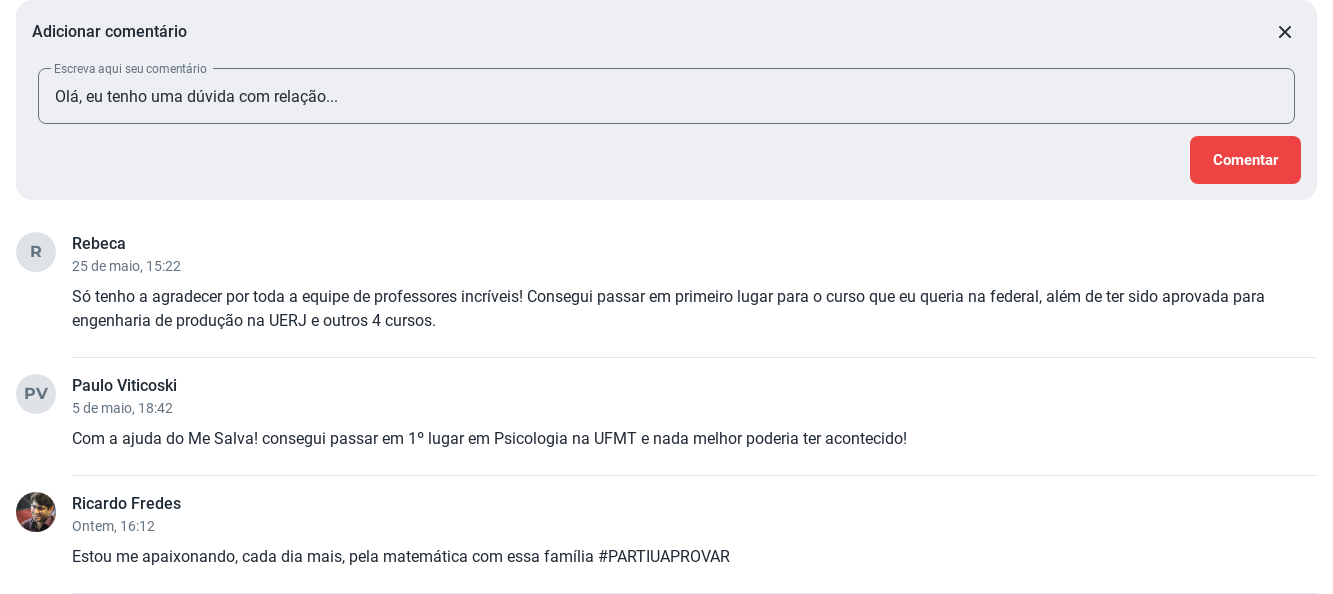 Adicionar comentário
Escreva aqui seu comentário
Olá, eu tenho uma dúvida com relação...
Comentar
R
Rebeca
25 de maio, 15:22
Só tenho a agradecer por toda a equipe de professores incríveis! Consegui passar em primeiro lugar para o curso que eu queria na federal, além de ter sido aprovada para
engenharia de produção na UERJ e outros 4 cursos.
PV
Paulo Viticoski
5 de maio, 18:42
Com a ajuda do Me Salva! consegui passar em 1º lugar em Psicologia na UFMT e nada melhor poderia ter acontecido!
Ricardo Fredes
Ontem, 16:12
Estou me apaixonando, cada dia mais, pela matemática com essa família #PARTIUAPROVAR